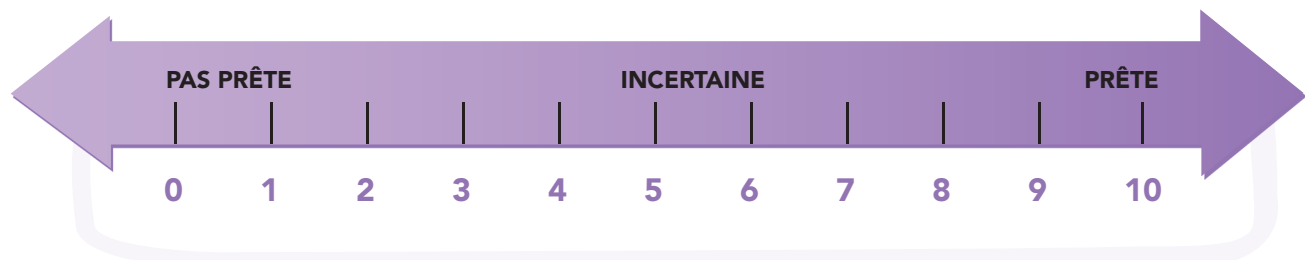 PAS PRÊTE INCERTAINE PRÊTE
0 1 2 3 4 5 6 7 8 9 10